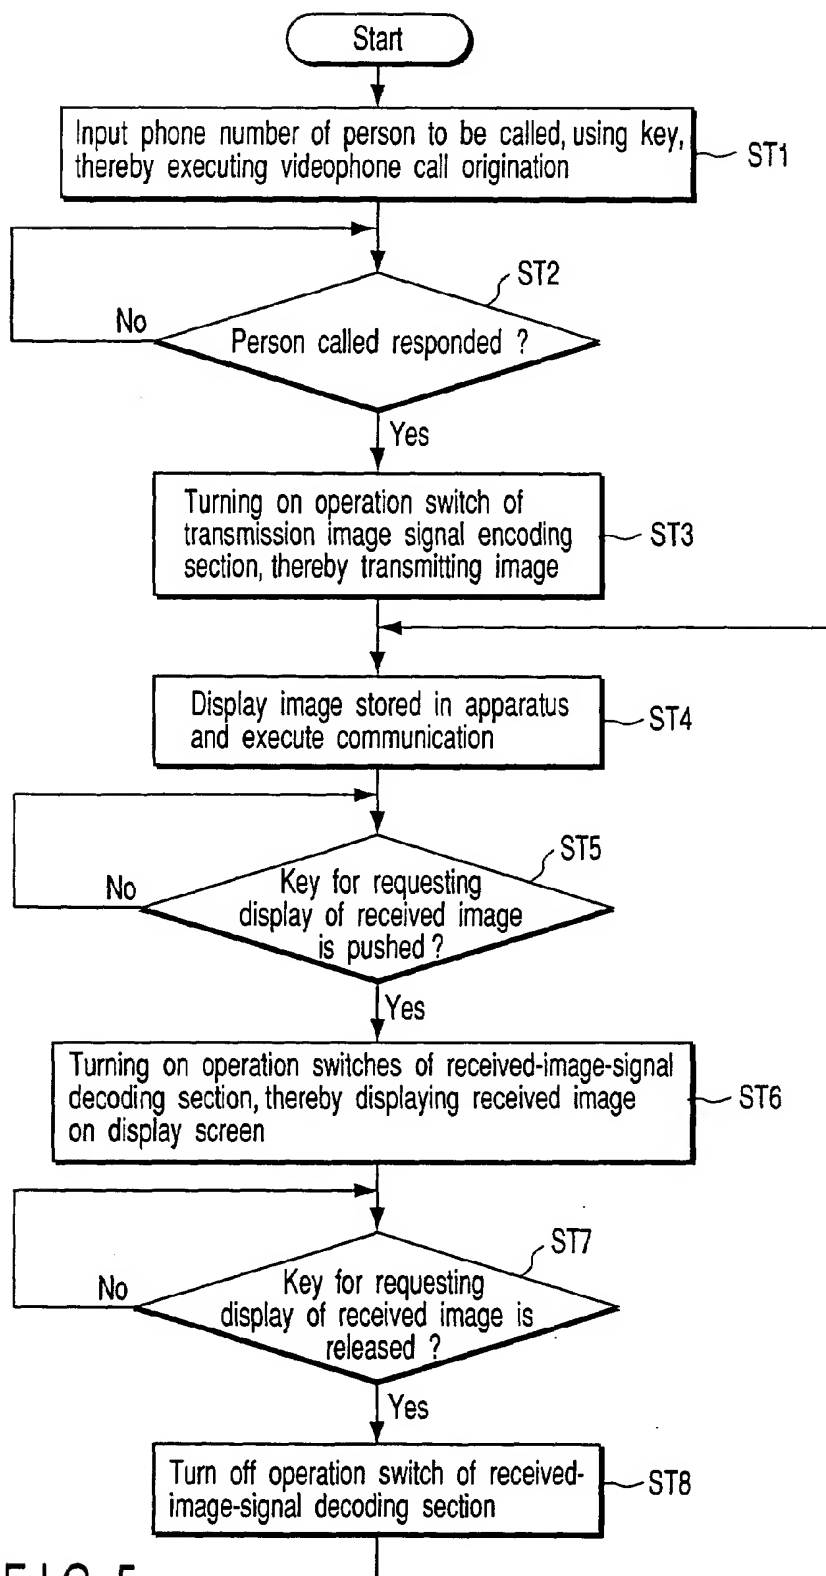 Start
Input phone number of person to be called, using key,
thereby executing videophone call origination
ST1
ST2
No
Person called responded ?
Yes
Turning on operation switch of
transmission image signal encoding
section, thereby transmitting image
ST3
Display image stored in apparatus
and execute communication
ST4
ST5
No
Key for requesting
display of received image
is pushed ?
Yes
Turning on operation switches of received-image-signal
decoding section, thereby displaying received image
on display screen
ST6
ST7
No
Key for requesting
display of received image is
released ?
Yes
Turn off operation switch of received-
image-signal decoding section
ST8
FIG. 5